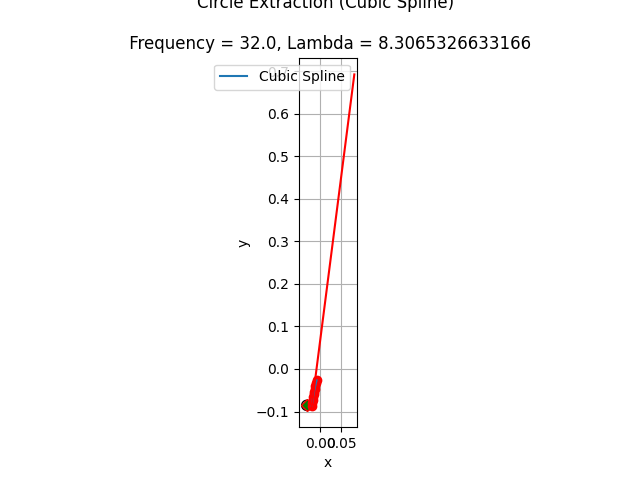 Circle Extraction (Cubic Spline)
Frequency = 32.0, Lambda = 8.3065326633166
Cubic Spline
0.7
0.6
0.5
0.4
0.3
0.2
0.1
0.0
−0.1
y
0.00 0.05
x